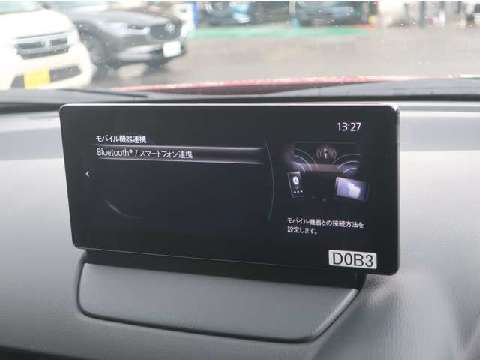 13:27
モバイル機器連携
Bluetooth®／スマートフォン連携
モバイル機器との接続方法を
設定します。
D0B3